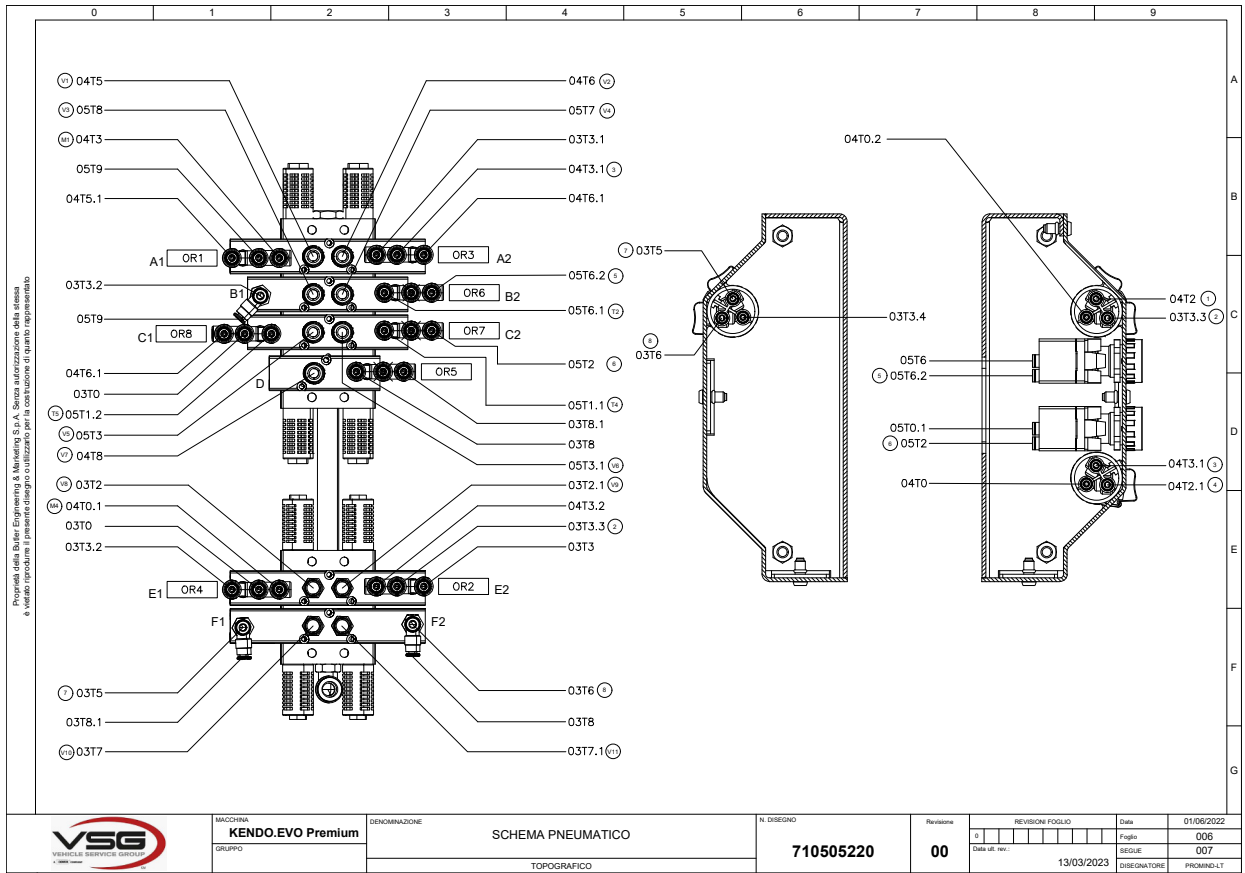 0 1 2 3 4 5 6 7 8 9
A
B
C
D
E
F
G
V1 04T5
V3 05T8
M1 04T3
05T9
04T5.1
A1 OR1
03T3.2
B1
05T9
C1 OR8
04T6.1
03T0
D
T5 05T1.2
V5 05T3
V7 04T8
V8 03T2
M4 04T0.1
03T0
03T3.2
E1 OR4
F1
7 03T5
03T8.1
V10 03T7
04T6 V2
05T7 V4
03T3.1
04T3.1 3
04T6.1
OR3 A2
05T6.2 5
OR6 B2
05T6.1 T2
OR7 C2
05T2 6
OR5
05T1.1 T4
03T8.1
03T8
05T3.1 V6
03T2.1 V9
04T3.2
03T3.3 2
03T3
OR2 E2
F2
03T6 8
03T8
03T7.1 V11
7 03T5
8
03T6
03T3.4
04T0.2
04T2 1
03T3.3 2
05T6
5 05T6.2
05T0.1
6 05T2
04T0
04T3.1 3
04T2.1 4
Proprietà della Butler Engineering & Marketing S.p.A. Senza autorizzazione della stessa
è vietato riprodurre il presente disegno o utilizzarlo per la costruzione di quanto rappresentato
VSG
VEHICLE SERVICE GROUP
MACCHINA
KENDO.EVO Premium
GRUPPO
DENOMINAZIONE
SCHEMA PNEUMATICO
TOPOGRAFICO
N. DISEGNO
710505220
Revisione
00
REVISIONI FOGLIO
0
Data ult. rev.:
13/03/2023
Data 01/06/2022
Foglio 006
SEGUE 007
DISEGNATORE PROMIND-LT